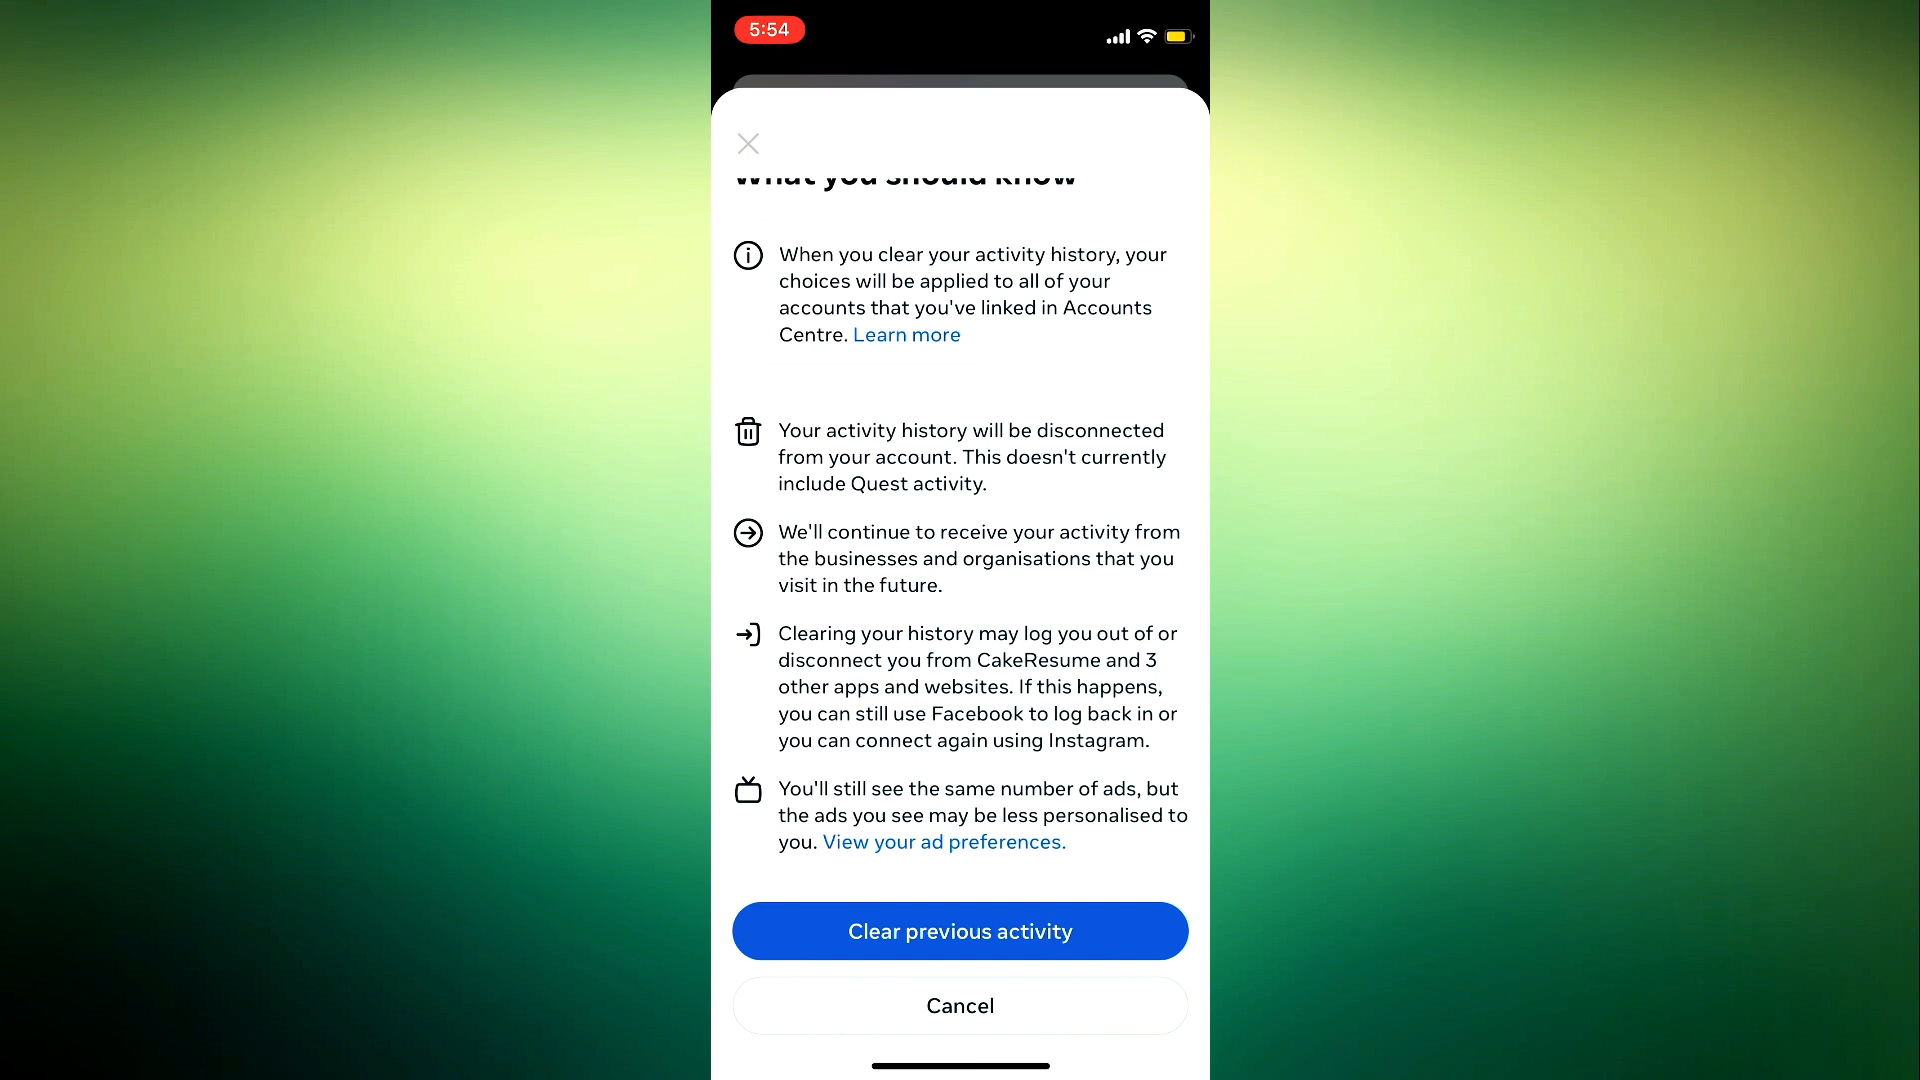 5:54
What you should know
When you clear your activity history, your
choices will be applied to all of your
accounts that you've linked in Accounts
Centre. Learn more
Your activity history will be disconnected
from your account. This doesn't currently
include Quest activity.
We'll continue to receive your activity from
the businesses and organisations that you
visit in the future.
Clearing your history may log you out of or
disconnect you from CakeResume and 3
other apps and websites. If this happens,
you can still use Facebook to log back in or
you can connect again using Instagram.
You'll still see the same number of ads, but
the ads you see may be less personalised to
you. View your ad preferences.
Clear previous activity
Cancel